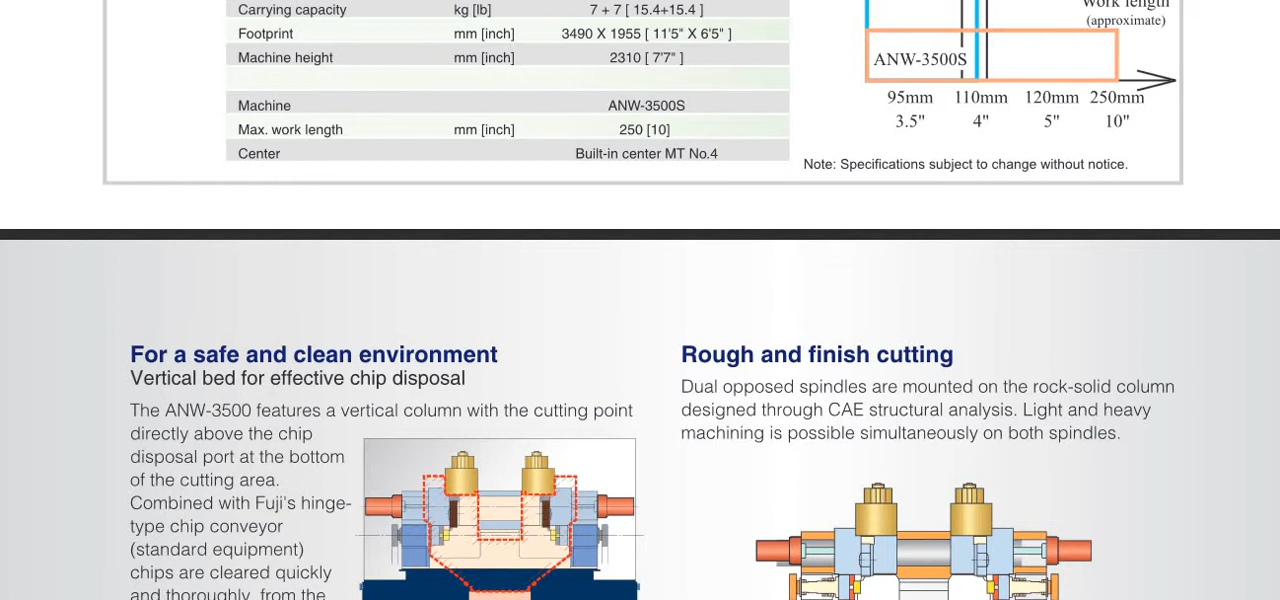 Carrying capacity kg [lb] 7 + 7 [ 15.4+15.4 ]
Footprint mm [inch] 3490 X 1955 [ 11'5" X 6'5" ]
Machine height mm [inch] 2310 [ 7'7" ]
Machine ANW-3500S
Max. work length mm [inch] 250 [10]
Center Built-in center MT No.4
Work length
(approximate)
ANW-3500S
95mm 110mm 120mm 250mm
3.5" 4" 5" 10"
Note: Specifications subject to change without notice.
For a safe and clean environment
Vertical bed for effective chip disposal
The ANW-3500 features a vertical column with the cutting point
directly above the chip
disposal port at the bottom
of the cutting area.
Combined with Fuji's hinge-
type chip conveyor
(standard equipment)
chips are cleared quickly
and thoroughly, from the
Rough and finish cutting
Dual opposed spindles are mounted on the rock-solid column
designed through CAE structural analysis. Light and heavy
machining is possible simultaneously on both spindles.